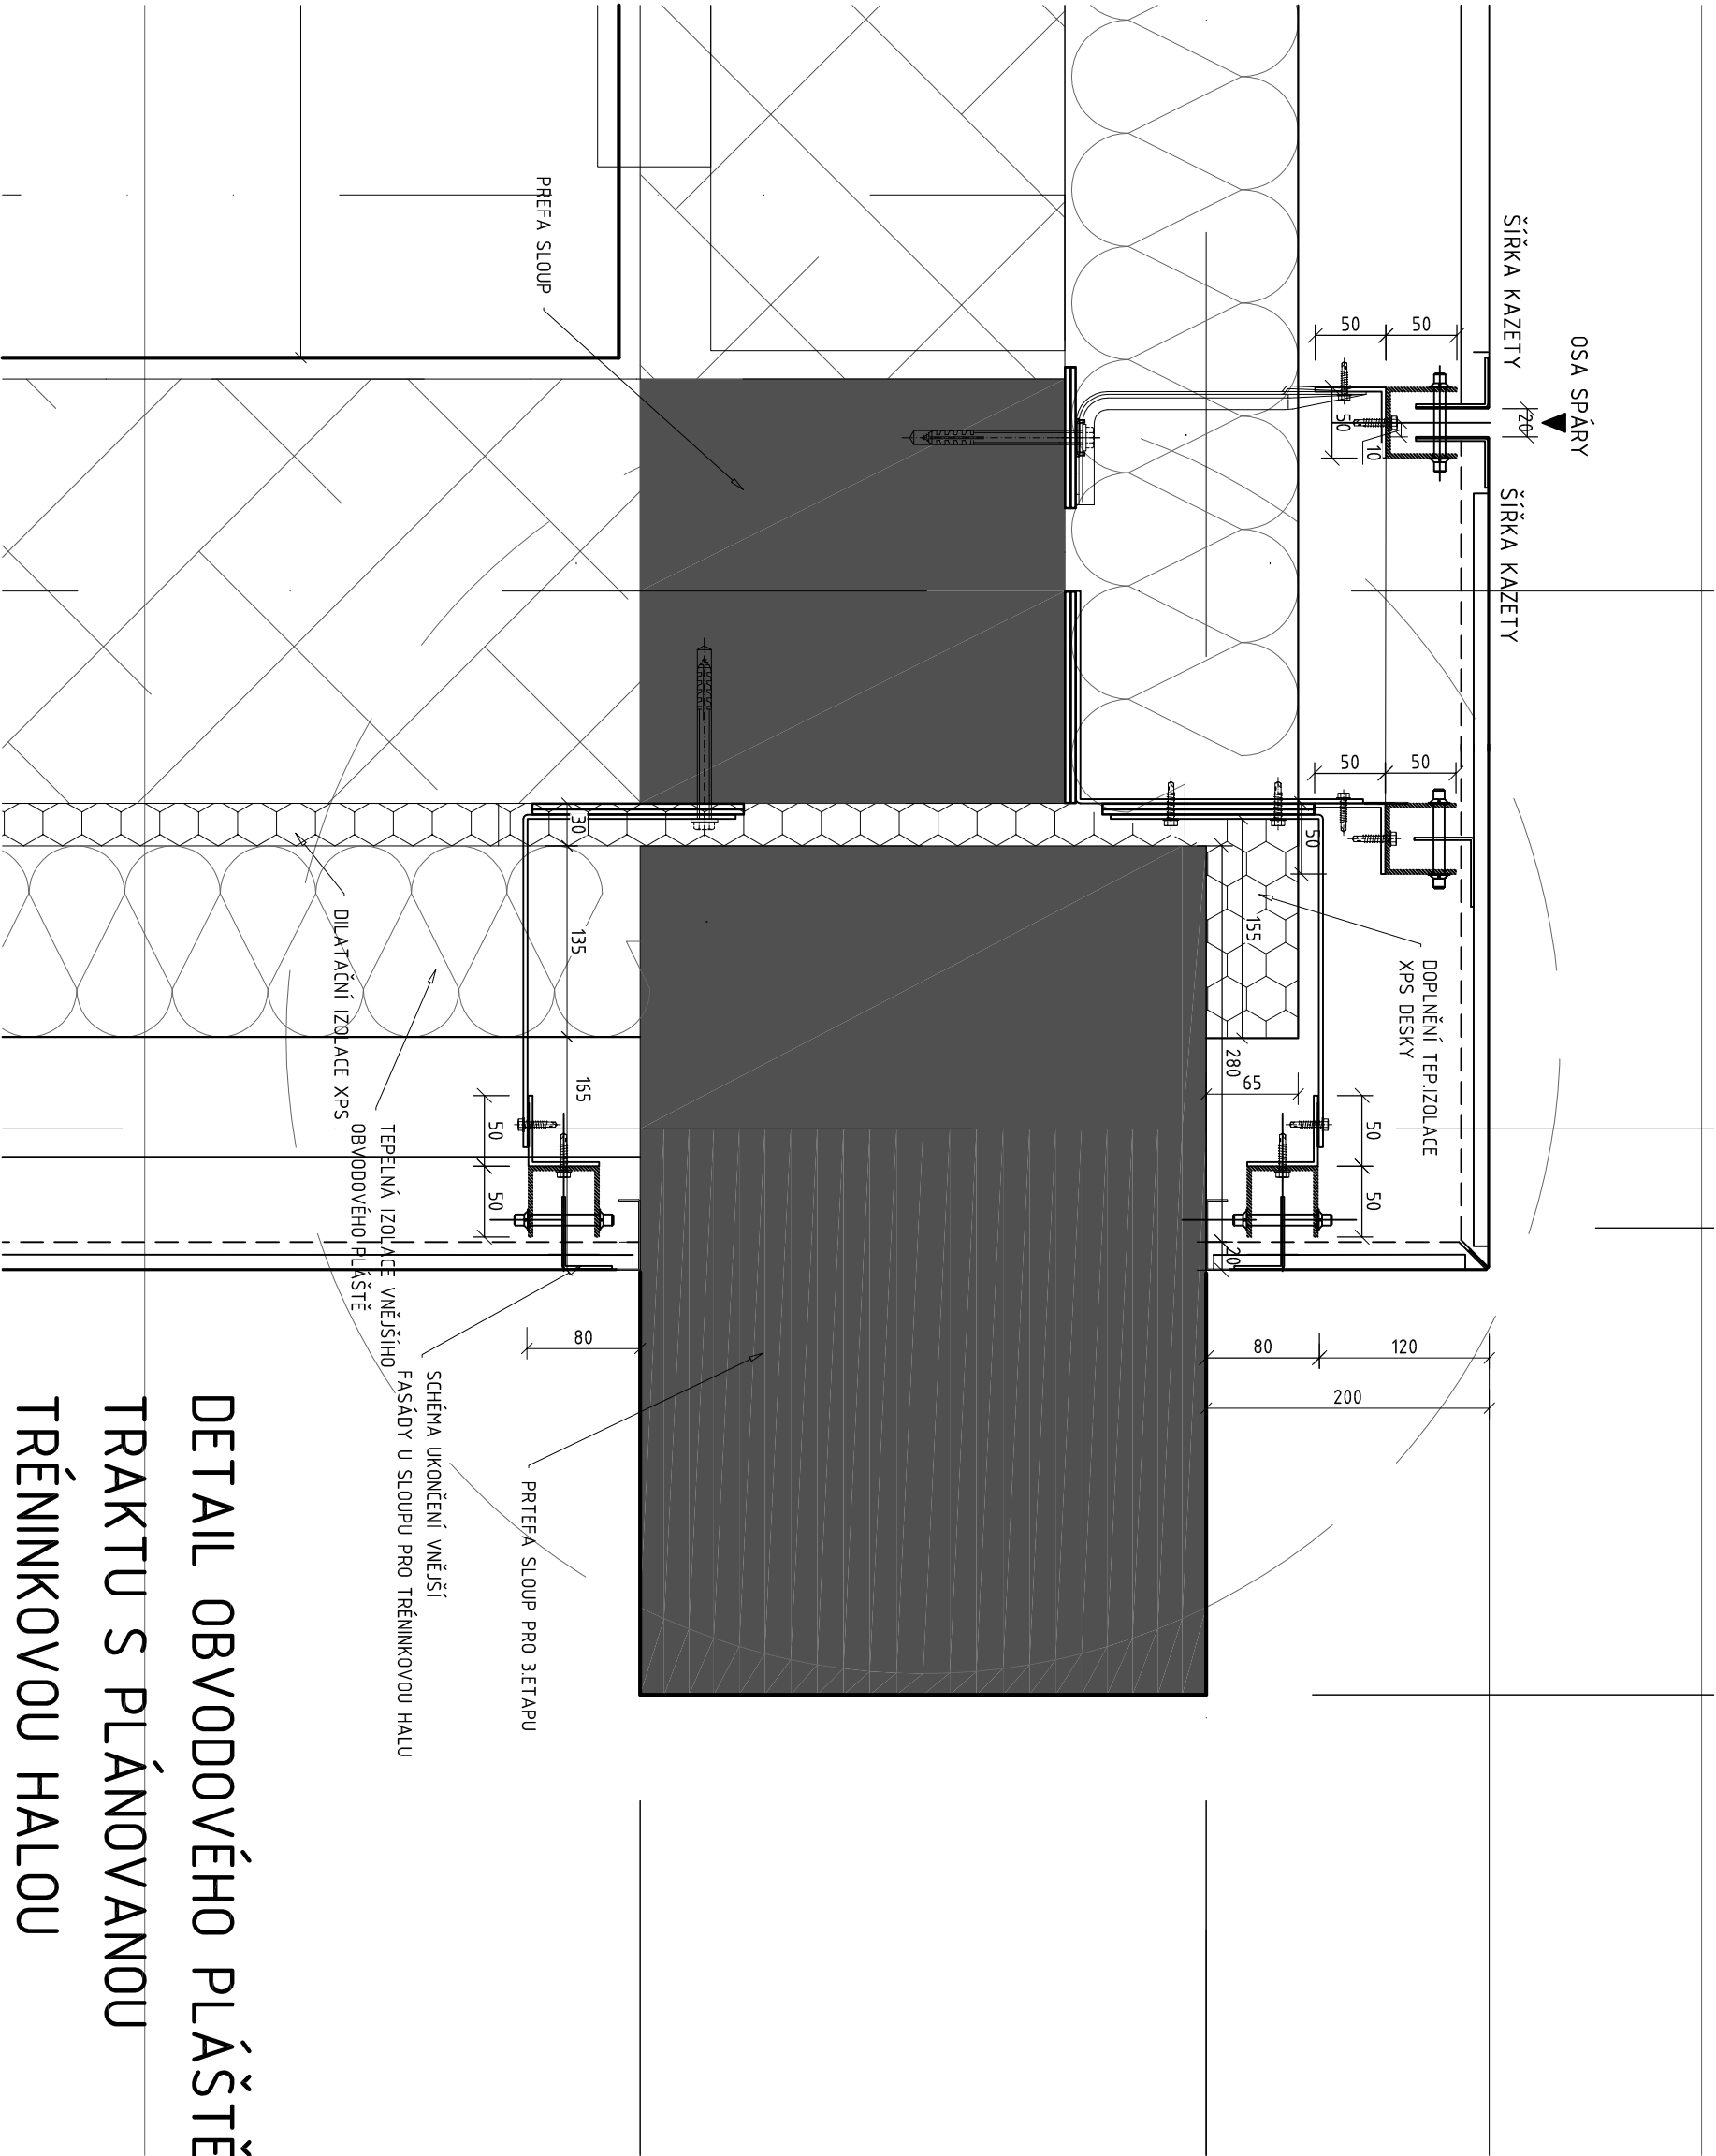 OSA SPÁRY
ŠÍŘKA KAZETY
ŠÍŘKA KAZETY
20
50
50
50
10
50
50
50
PREFA SLOUP
DOPLNĚNÍ TEP.IZOLACE
XPS DESKY
155
280
65
30
135
165
50
50
50
50
20
80
120
200
80
DILATAČNÍ IZOLACE XPS
TEPELNÁ IZOLACE VNĚJŠÍHO
OBVODOVÉHO PLÁŠTĚ
SCHÉMA UKONČENÍ VNĚJŠÍ
FASÁDY U SLOUPU PRO TRÉNINKOVOU HALU
PRTEFA SLOUP PRO 3.ETAPU
DETAIL OBVODOVÉHO PLÁŠTĚ
TRAKTU S PLÁNOVANOU
TRÉNINKOVOU HALOU